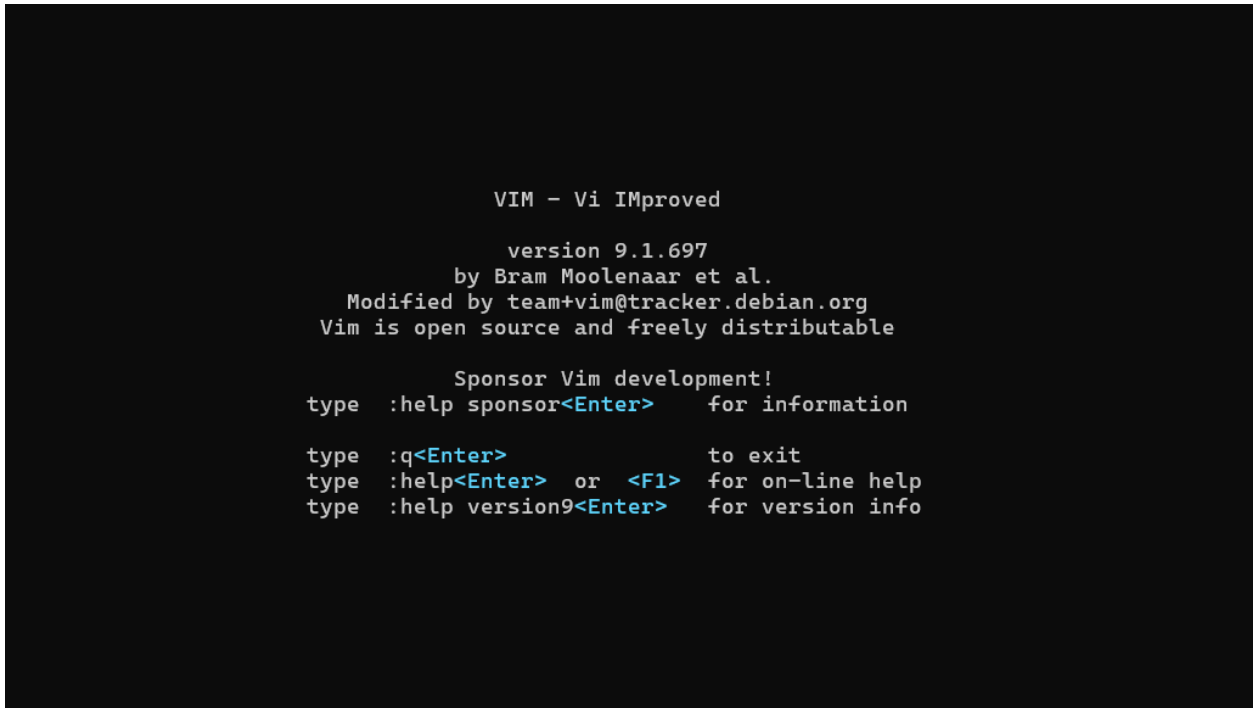 VIM - Vi IMproved
version 9.1.697
by Bram Moolenaar et al.
Modified by team+vim@tracker.debian.org
Vim is open source and freely distributable
Sponsor Vim development!
type  :help sponsor<Enter>    for information
type  :q<Enter>               to exit
type  :help<Enter>  or  <F1>  for on-line help
type  :help version9<Enter>   for version info